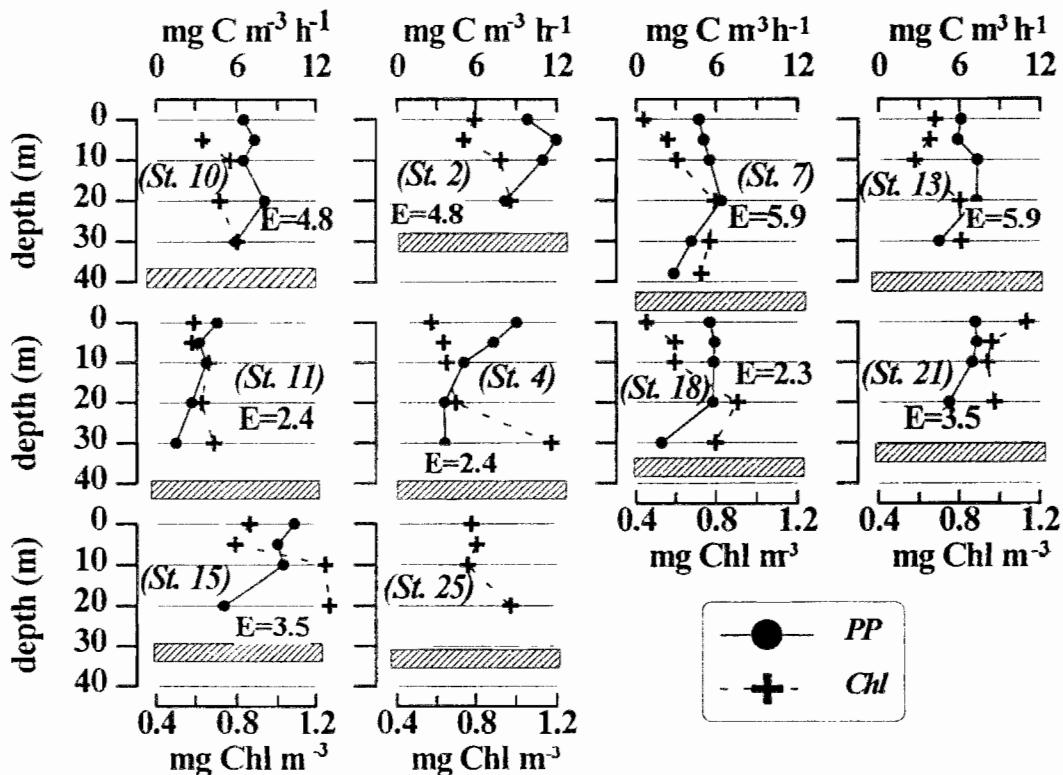 mg C m⁻³ h⁻¹ mg C m⁻³ h⁻¹ mg C m³ h⁻¹ mg C m³ h⁻¹
0 6 12 0 6 12 0 6 12 0 6 12
depth (m)
0
10
20
30
40
(St. 10)
E=4.8
(St. 2)
E=4.8
(St. 7)
E=5.9
(St. 13)
E=5.9
depth (m)
0
10
20
30
40
(St. 11)
E=2.4
(St. 4)
E=2.4
(St. 18)
E=2.3
(St. 21)
E=3.5
0.4 0.8 1.2 0.4 0.8 1.2
mg Chl m³ mg Chl m⁻³
depth (m)
0
10
20
30
40
(St. 15)
E=3.5
(St. 25)
0.4 0.8 1.2 0.4 0.8 1.2
mg Chl m⁻³ mg Chl m⁻³
PP
Chl